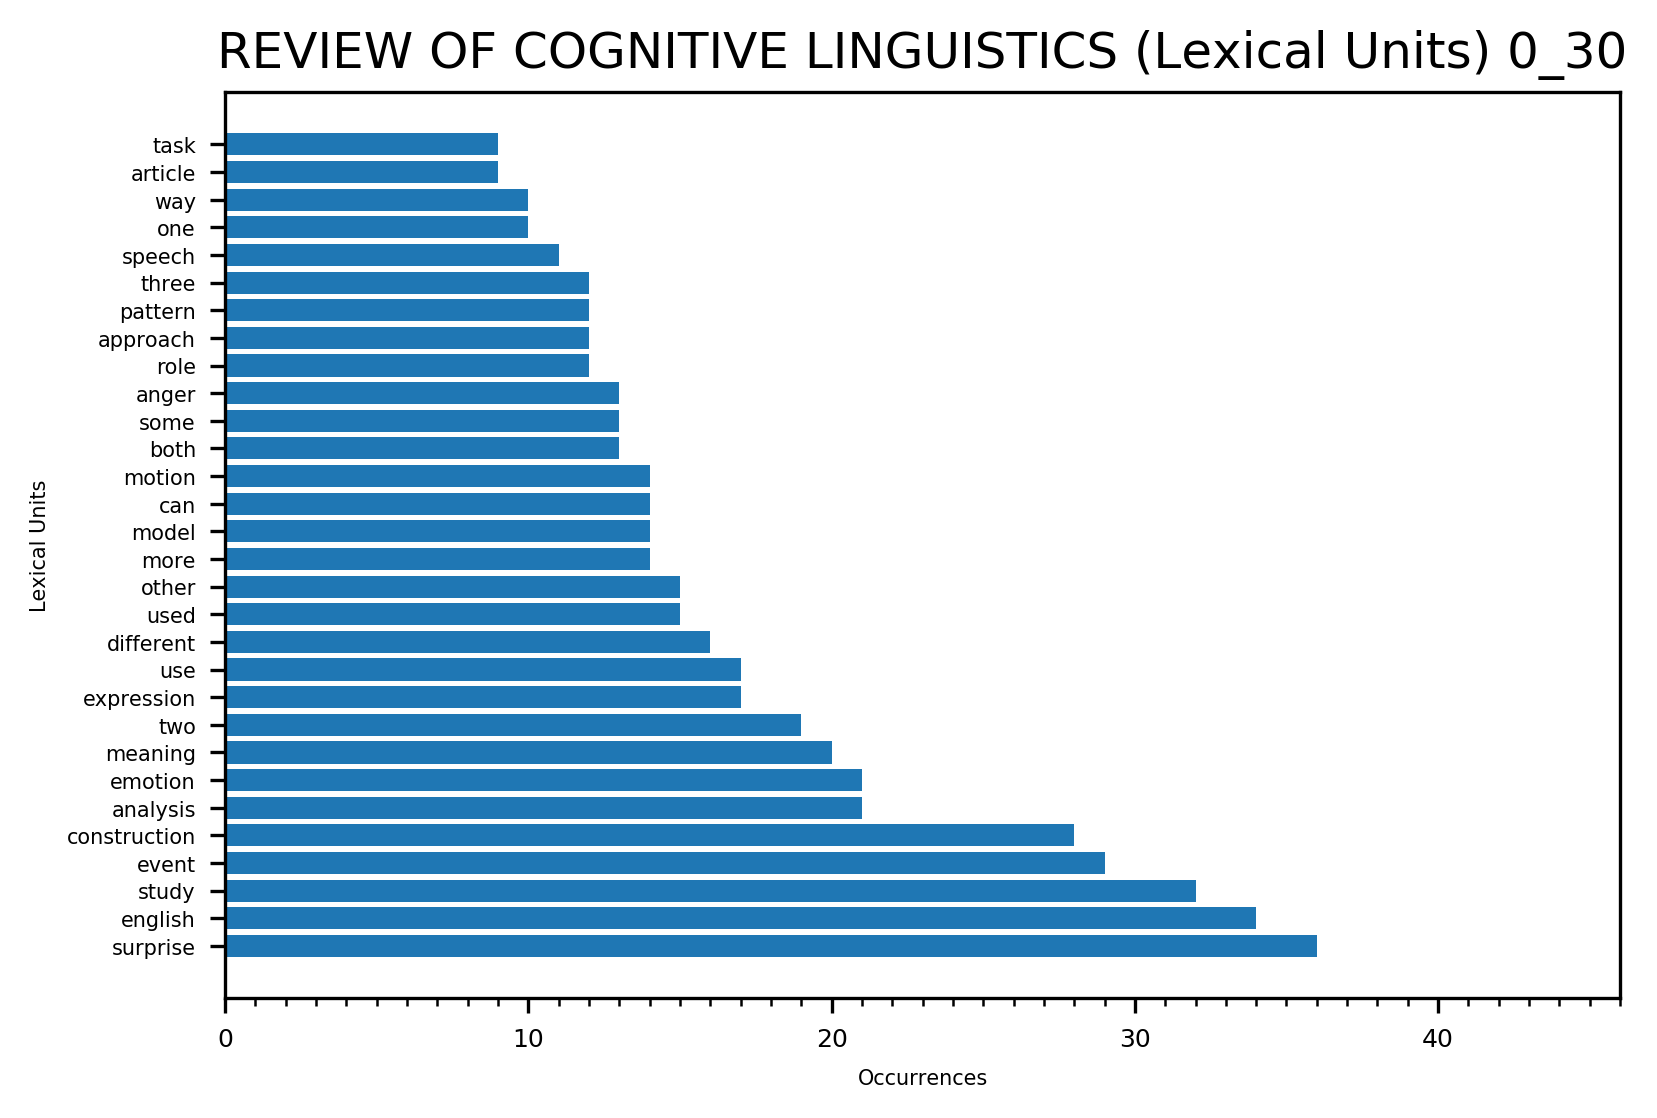 REVIEW OF COGNITIVE LINGUISTICS (Lexical Units) 0_30
task
article
way
one
speech
three
pattern
approach
role
anger
some
both
motion
can
model
more
other
used
different
use
expression
two
meaning
emotion
analysis
construction
event
study
english
surprise
Lexical Units
0 10 20 30 40
Occurrences